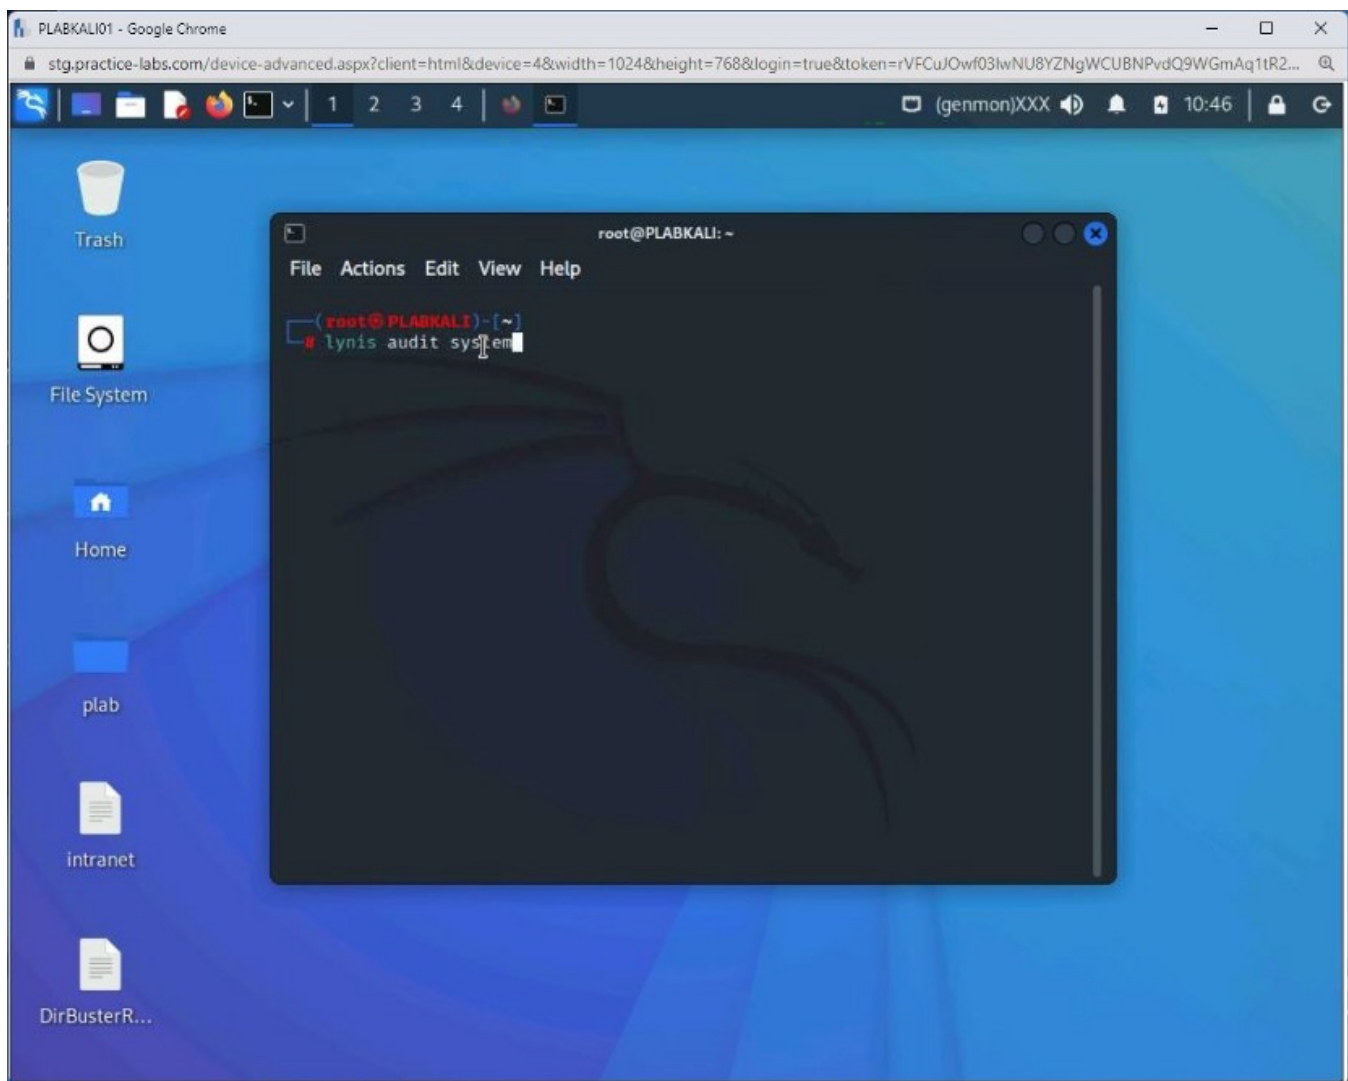 PLABKALI01 - Google Chrome
stg.practice-labs.com/device-advanced.aspx?client=html&device=4&width=1024&height=768&login=true&token=rVFCuJOwf03IwNU8YZNgWCUBNPvdQ9WGmAq1tR2...
1 2 3 4 (genmon)XXX 10:46
Trash
File System
Home
plab
intranet
DirBusterR...
root@PLABKALI: ~
File Actions Edit View Help
(root㉿PLABKALI)-[~]
# lynis audit system